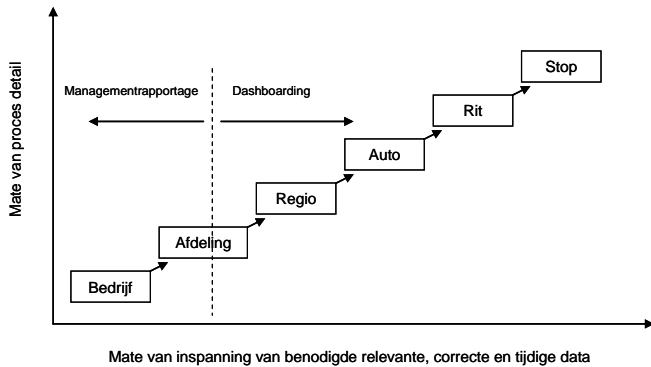 Stop
Managementrapportage
Dashboarding
Rit
Auto
Regio
Afdeling
Bedrijf
Mate van proces detail
Mate van inspanning van benodigde relevante, correcte en tijdige data